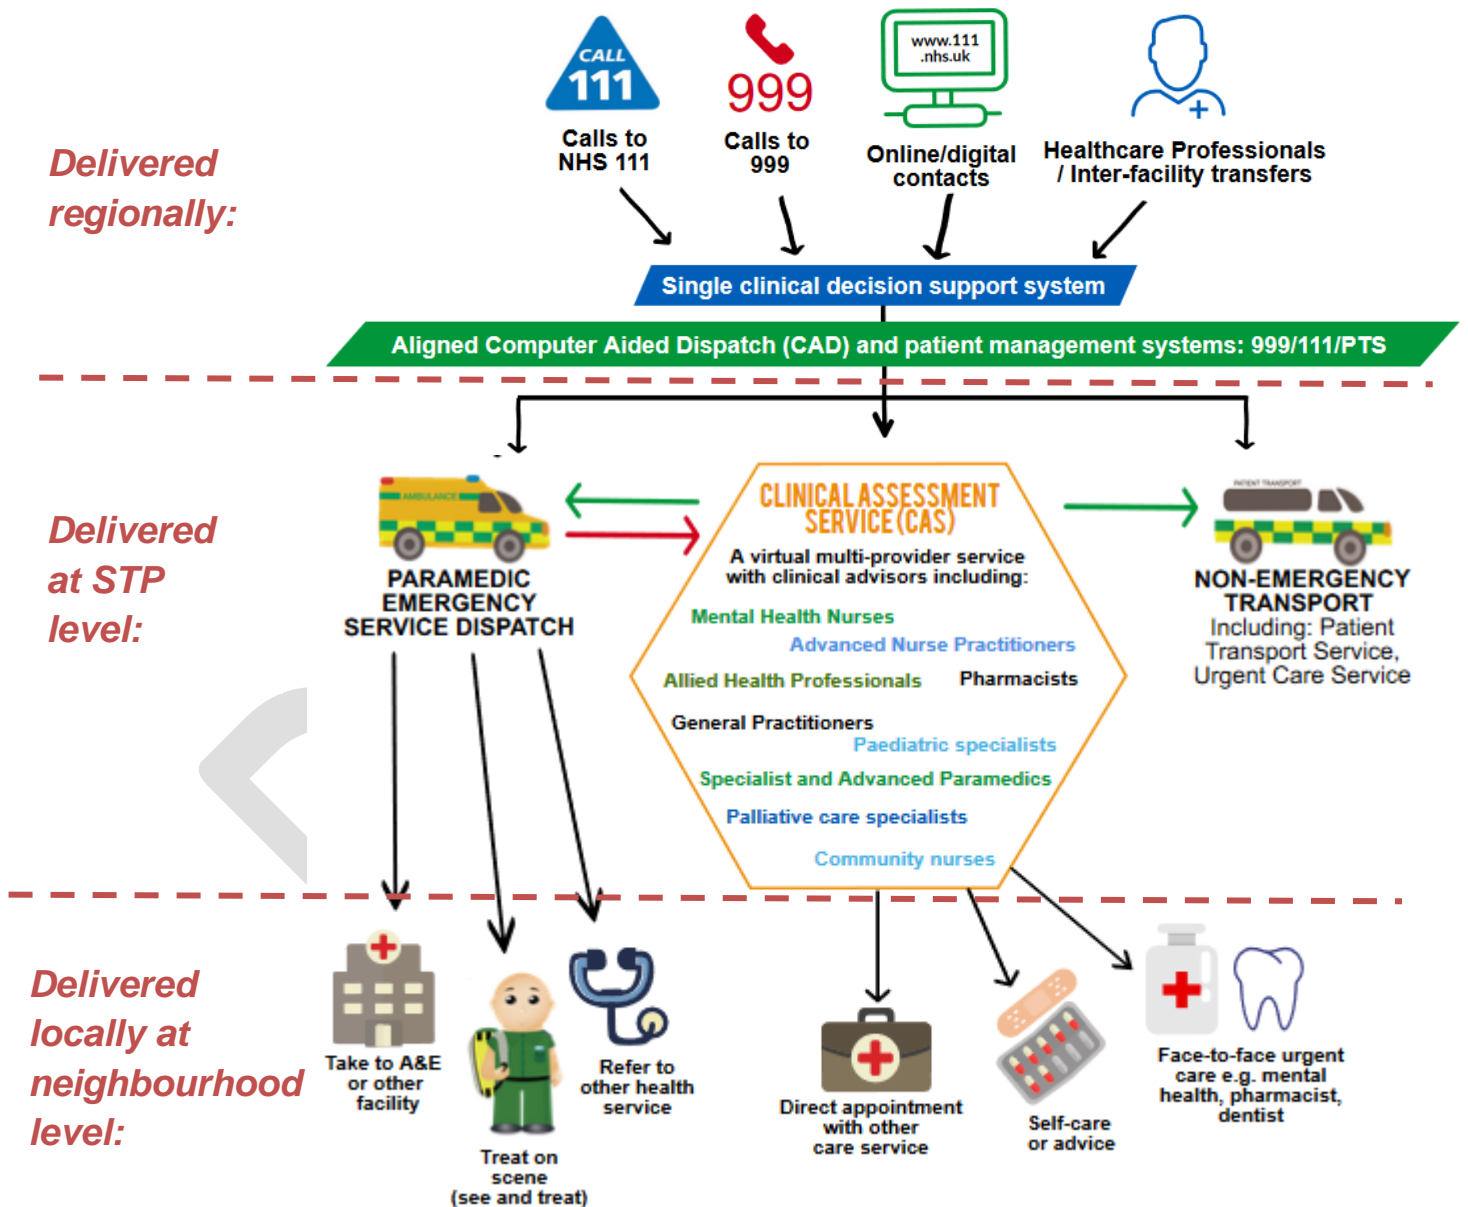 CALL
111
999
www.111
.nhs.uk
Calls to
NHS 111
Calls to
999
Online/digital
contacts
Healthcare Professionals
/ Inter-facility transfers
Delivered
regionally:
Single clinical decision support system
Aligned Computer Aided Dispatch (CAD) and patient management systems: 999/111/PTS
Delivered
at STP
level:
AMBULANCE
PARAMEDIC
EMERGENCY
SERVICE DISPATCH
CLINICAL ASSESSMENT
SERVICE (CAS)
A virtual multi-provider service
with clinical advisors including:
Mental Health Nurses
Advanced Nurse Practitioners
Allied Health Professionals
Pharmacists
General Practitioners
Paediatric specialists
Specialist and Advanced Paramedics
Palliative care specialists
Community nurses
PATIENT TRANSPORT
NON-EMERGENCY
TRANSPORT
Including: Patient
Transport Service,
Urgent Care Service
Delivered
locally at
neighbourhood
level:
Take to A&E
or other
facility
Treat on
scene
(see and treat)
Refer to
other health
service
Direct appointment
with other
care service
Self-care
or advice
Face-to-face urgent
care e.g. mental
health, pharmacist,
dentist